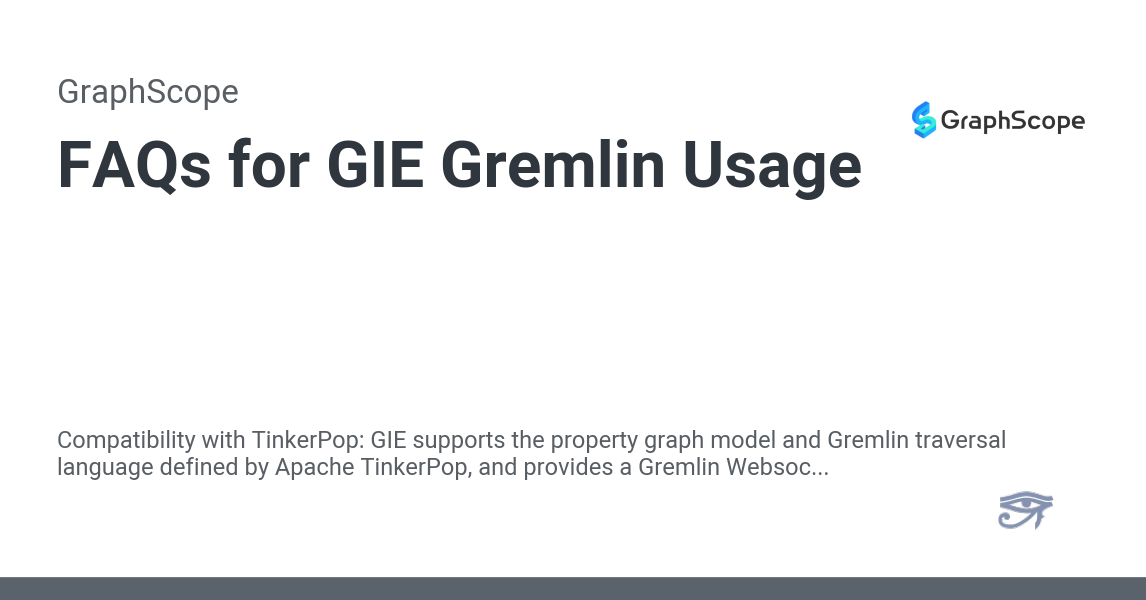 GraphScope
GraphScope
FAQs for GIE Gremlin Usage
Compatibility with TinkerPop: GIE supports the property graph model and Gremlin traversal
language defined by Apache TinkerPop, and provides a Gremlin Websoc...